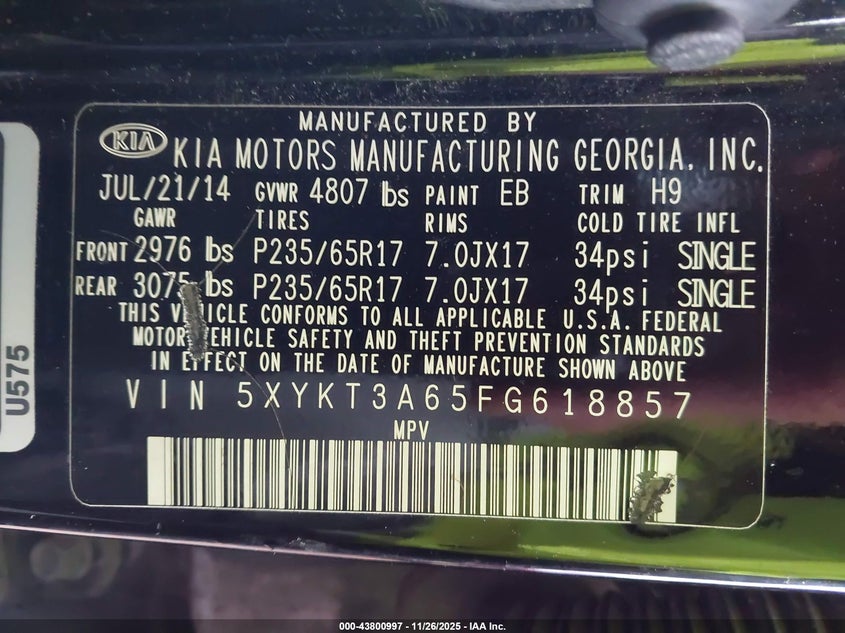 MANUFACTURED BY
KIA KIA MOTORS MANUFACTURING GEORGIA, INC.
JUL/21/14 GVWR 4807 lbs PAINT EB TRIM H9
GAWR TIRES RIMS COLD TIRE INFL
FRONT 2976 lbs P235/65R17 7.0JX17 34psi SINGLE
REAR 3075 lbs P235/65R17 7.0JX17 34psi SINGLE
THIS VEHICLE CONFORMS TO ALL APPLICABLE U.S.A. FEDERAL
MOTOR VEHICLE SAFETY AND THEFT PREVENTION STANDARDS
IN EFFECT ON THE DATE OF MANUFACTURE SHOWN ABOVE
VIN 5XYKT3A65FG618857
MPV
U575
000-43800997 - 11/26/2025 - IAA Inc.